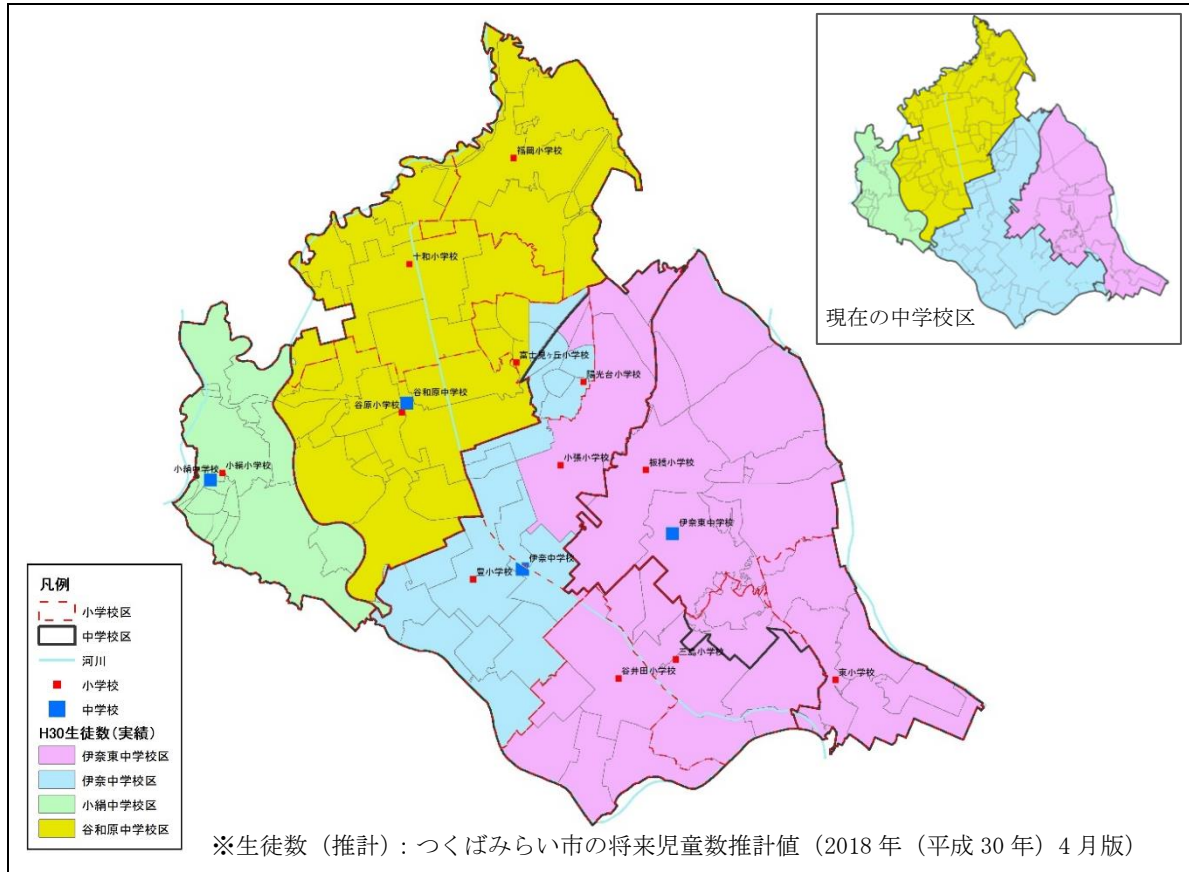 現在の中学校区
福岡小学校
十和小学校
富士見ヶ丘小学校
陽光台小学校
谷和原中学校
谷原小学校
小張小学校
板橋小学校
小絹中学校
小絹小学校
伊奈東中学校
伊奈中学校
豊小学校
三島小学校
谷井田小学校
東小学校
凡例
小学校区
中学校区
河川
小学校
中学校
H30生徒数(実績)
伊奈東中学校区
伊奈中学校区
小絹中学校区
谷和原中学校区
※生徒数（推計）：つくばみらい市の将来児童数推計値（2018 年（平成 30 年）4 月版）